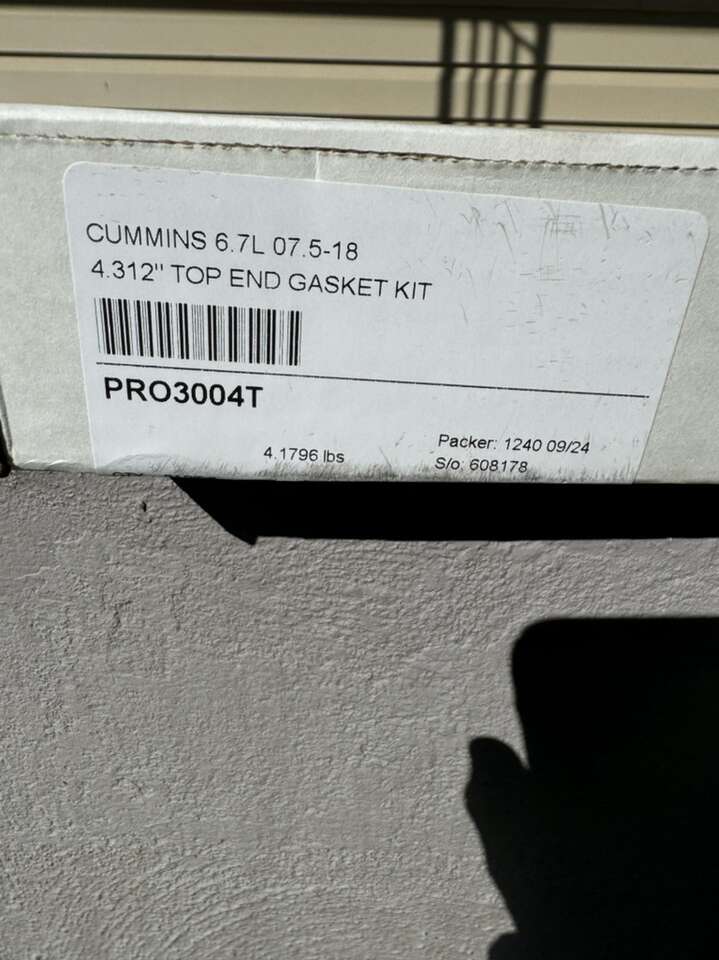 CUMMINS 6.7L 07.5-18
4.312" TOP END GASKET KIT
PRO3004T
4.1796 lbs
Packer: 1240 09/24
S/o: 608178